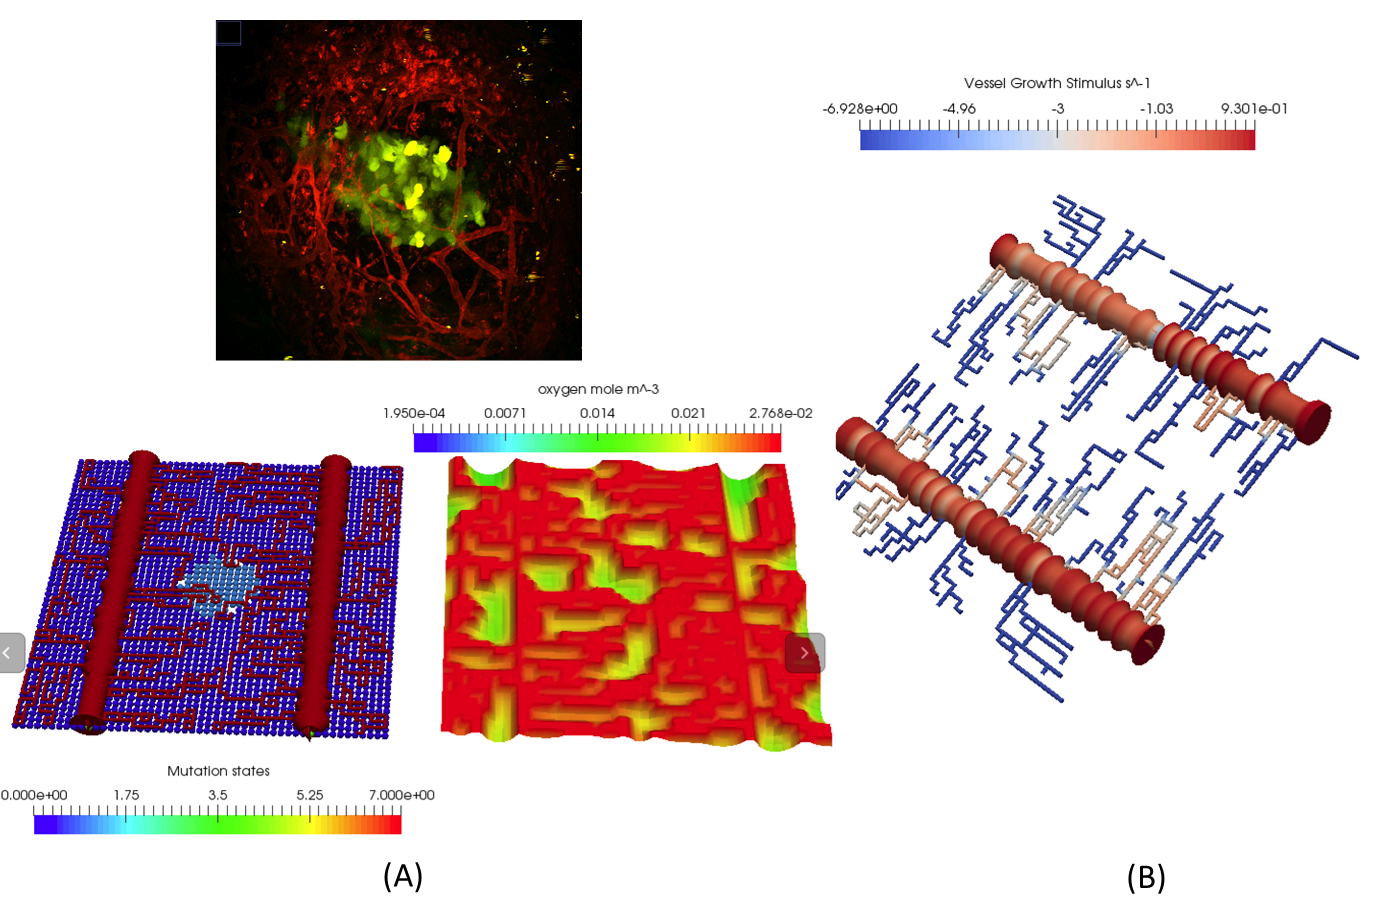 Vessel Growth Stimulus s^-1
-6.928e+00 -4.96 -3 -1.03 9.301e-01
oxygen mole m^-3
1.950e-04 0.0071 0.014 0.021 2.768e-02
Mutation states
0.000e+00 1.75 3.5 5.25 7.000e+00
(A)
(B)